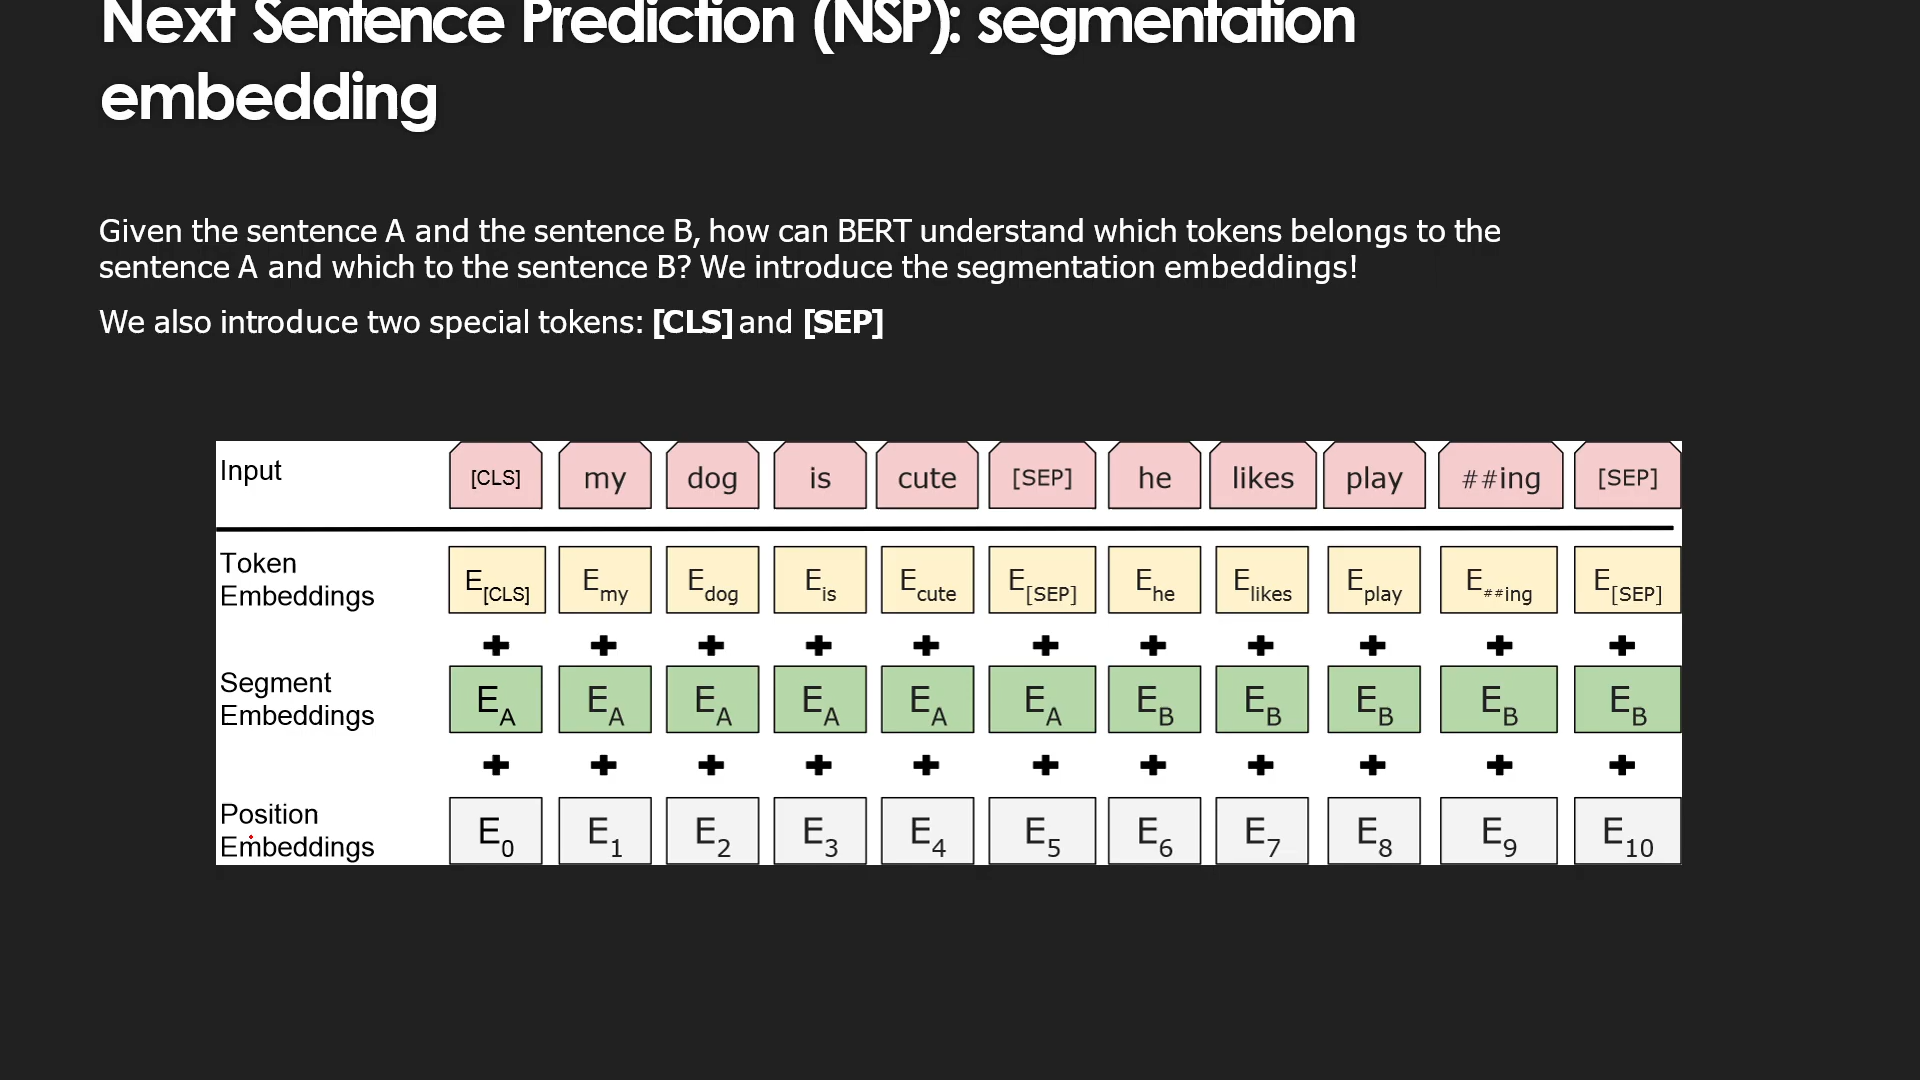 Next Sentence Prediction (NSP): segmentation
embedding
Given the sentence A and the sentence B, how can BERT understand which tokens belongs to the
sentence A and which to the sentence B? We introduce the segmentation embeddings!
We also introduce two special tokens: [CLS] and [SEP]
Input [CLS] my dog is cute [SEP] he likes play ##ing [SEP]
Token
Embeddings E[CLS] Emy Edog Eis Ecute E[SEP] Ehe Elikes Eplay E##ing E[SEP]
+ + + + + + + + + + +
Segment
Embeddings EA EA EA EA EA EA EB EB EB EB EB
+ + + + + + + + + + +
Position
Embeddings E0 E1 E2 E3 E4 E5 E6 E7 E8 E9 E10